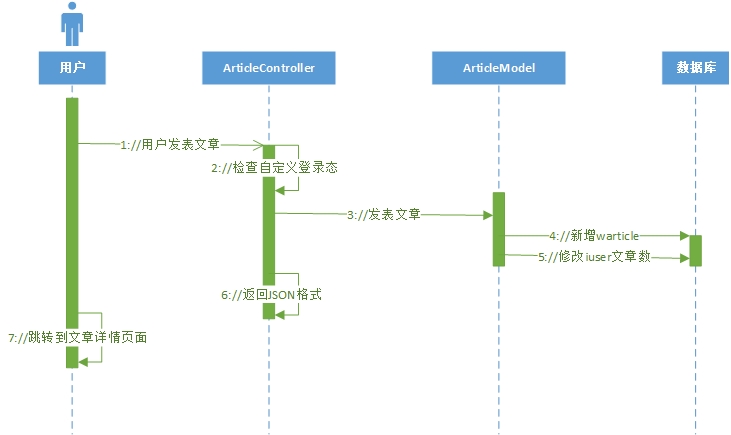 用户
ArticleController
ArticleModel
数据库
1://用户发表文章
2://检查自定义登录态
3://发表文章
4://新增warticle
5://修改iuser文章数
6://返回JSON格式
7://跳转到文章详情页面